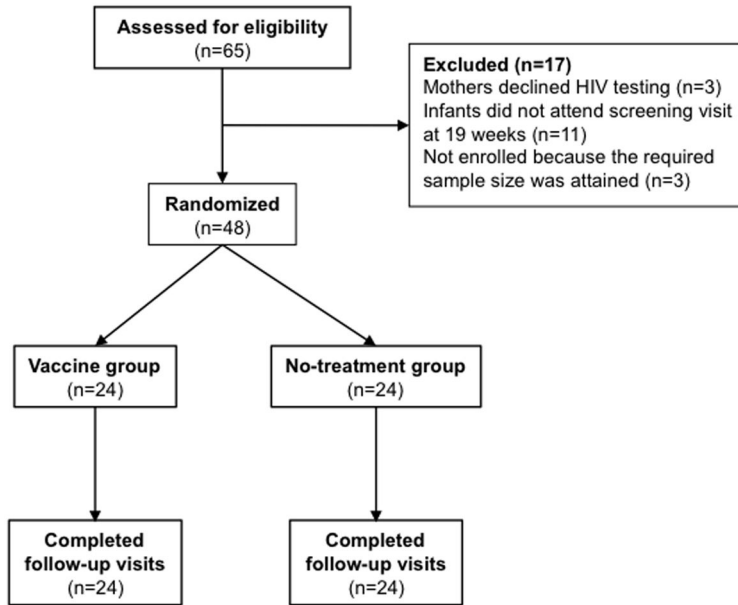 Assessed for eligibility
(n=65)
Excluded (n=17)
Mothers declined HIV testing (n=3)
Infants did not attend screening visit
at 19 weeks (n=11)
Not enrolled because the required
sample size was attained (n=3)
Randomized
(n=48)
Vaccine group
(n=24)
No-treatment group
(n=24)
Completed
follow-up visits
(n=24)
Completed
follow-up visits
(n=24)